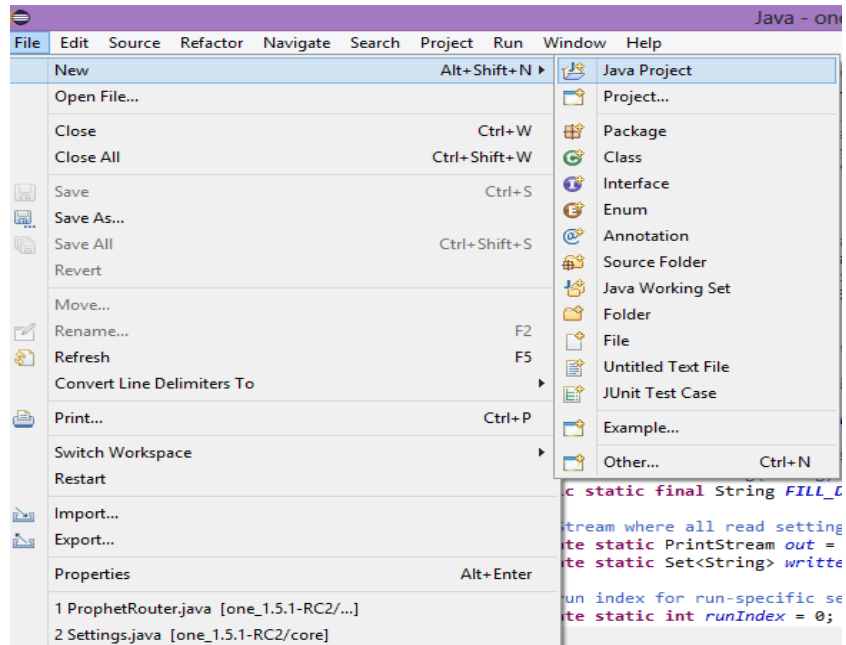 Java - one
File Edit Source Refactor Navigate Search Project Run Window Help
New Alt+Shift+N
Open File...
Close Ctrl+W
Close All Ctrl+Shift+W
Save Ctrl+S
Save As...
Save All Ctrl+Shift+S
Revert
Move...
Rename... F2
Refresh F5
Convert Line Delimiters To
Print... Ctrl+P
Switch Workspace
Restart
Import...
Export...
Properties Alt+Enter
1 ProphetRouter.java [one_1.5.1-RC2/...]
2 Settings.java [one_1.5.1-RC2/core]
Java Project
Project...
Package
Class
Interface
Enum
Annotation
Source Folder
Java Working Set
Folder
File
Untitled Text File
JUnit Test Case
Example...
Other... Ctrl+N
c static final String FILL_D
tream where all read setting
te static PrintStream out =
te static Set<String> writte
un index for run-specific se
te static int runIndex = 0;